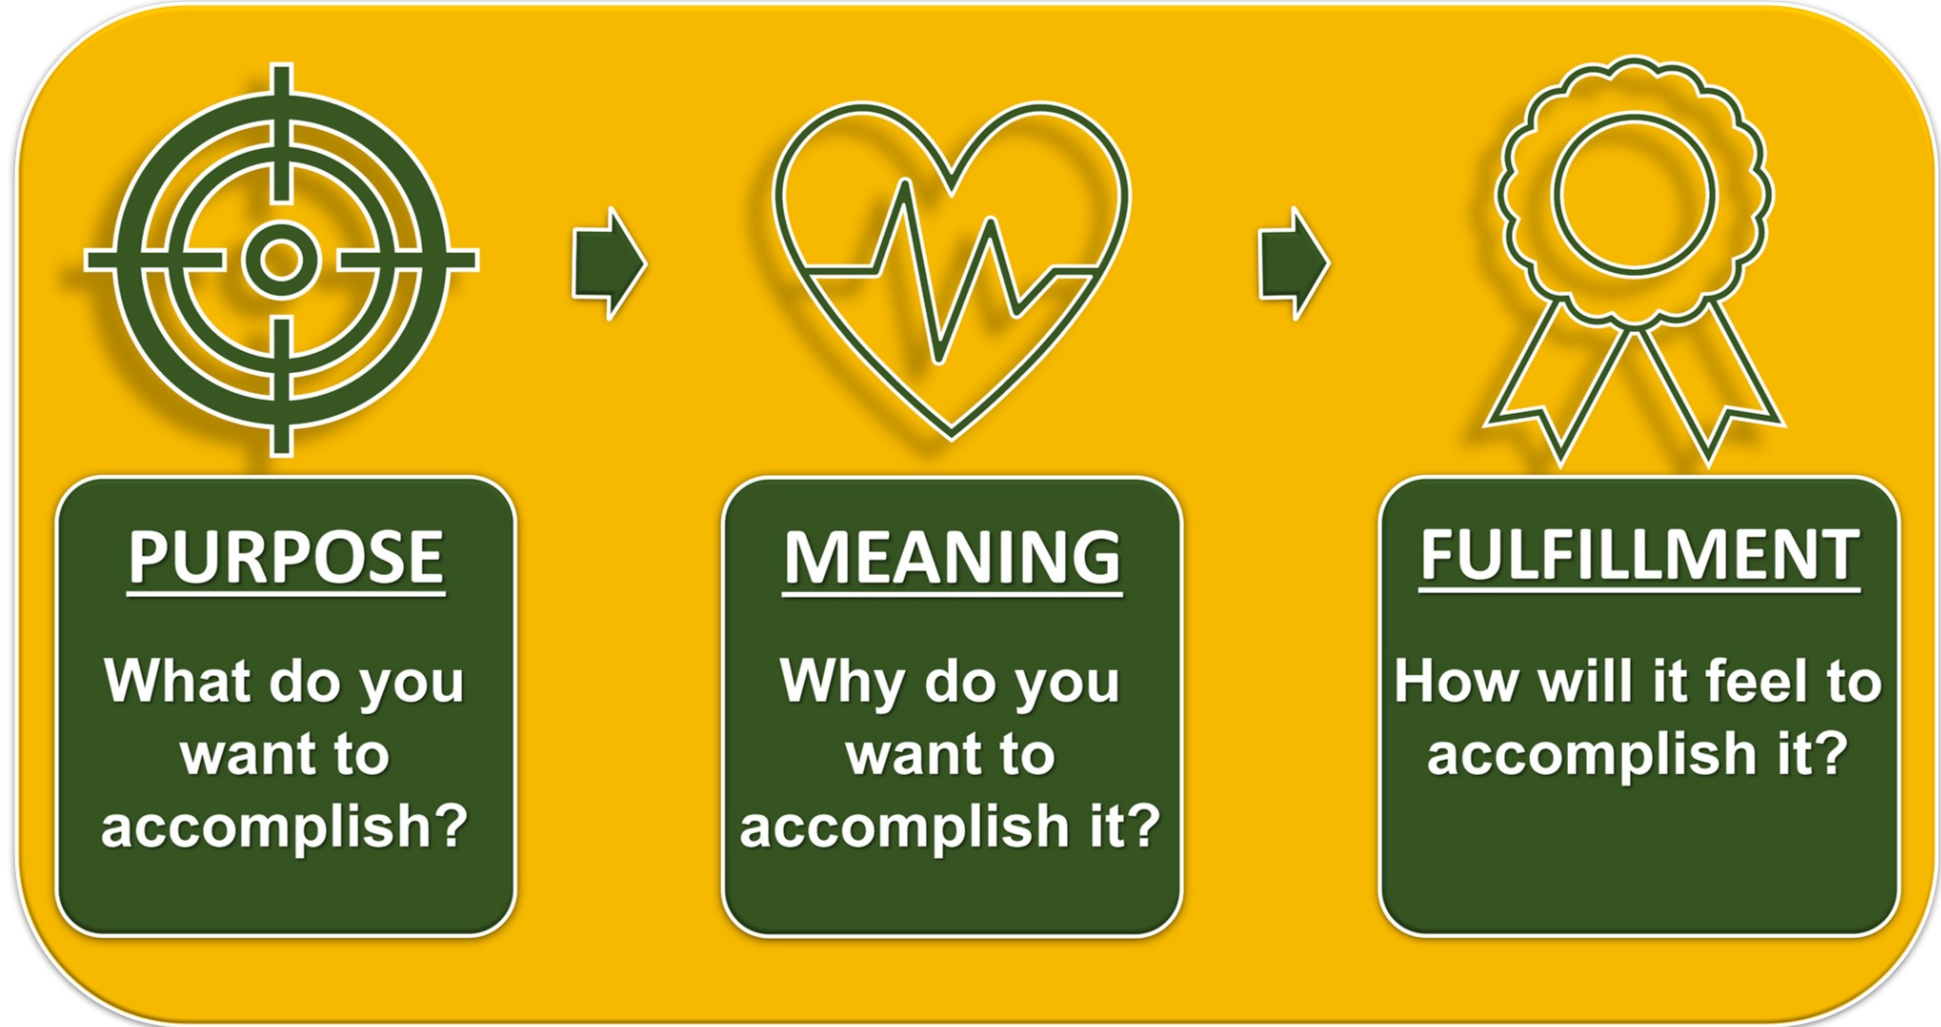 PURPOSE
What do you
want to
accomplish?
MEANING
Why do you
want to
accomplish it?
FULFILLMENT
How will it feel to
accomplish it?